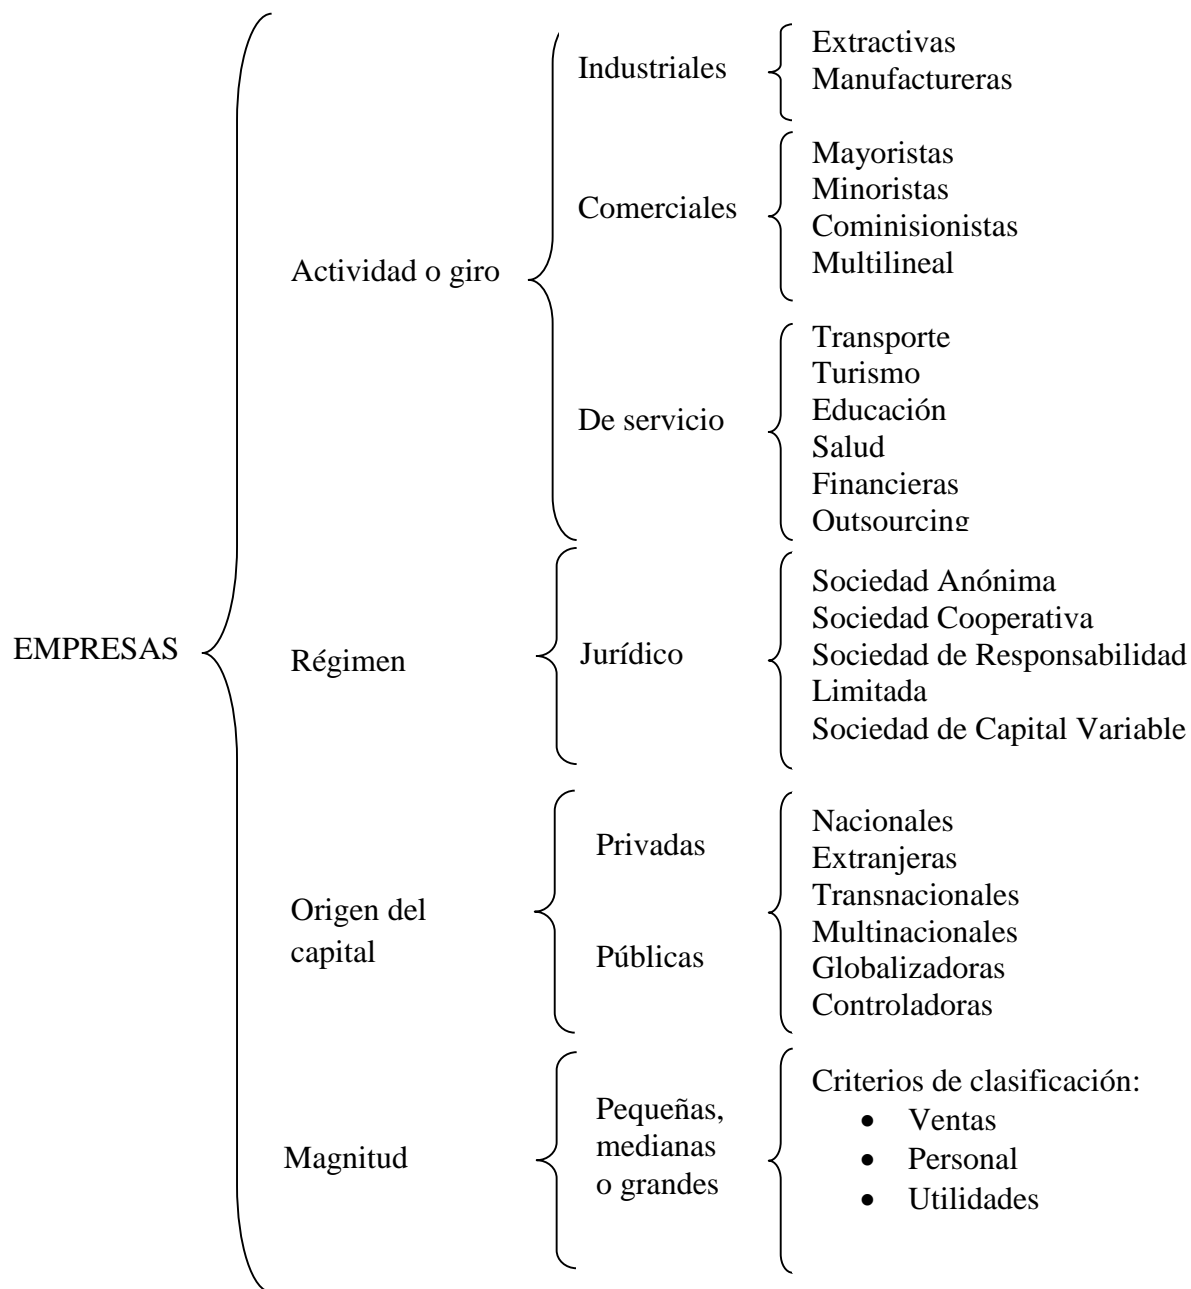 EMPRESAS
Actividad o giro
Industriales
Extractivas
Manufactureras
Comerciales
Mayoristas
Minoristas
Cominisionistas
Multilineal
De servicio
Transporte
Turismo
Educación
Salud
Financieras
Outsourcing
Régimen
Jurídico
Sociedad Anónima
Sociedad Cooperativa
Sociedad de Responsabilidad
Limitada
Sociedad de Capital Variable
Origen del
capital
Privadas
Públicas
Nacionales
Extranjeras
Transnacionales
Multinacionales
Globalizadoras
Controladoras
Magnitud
Pequeñas,
medianas
o grandes
Criterios de clasificación:
• Ventas
• Personal
• Utilidades